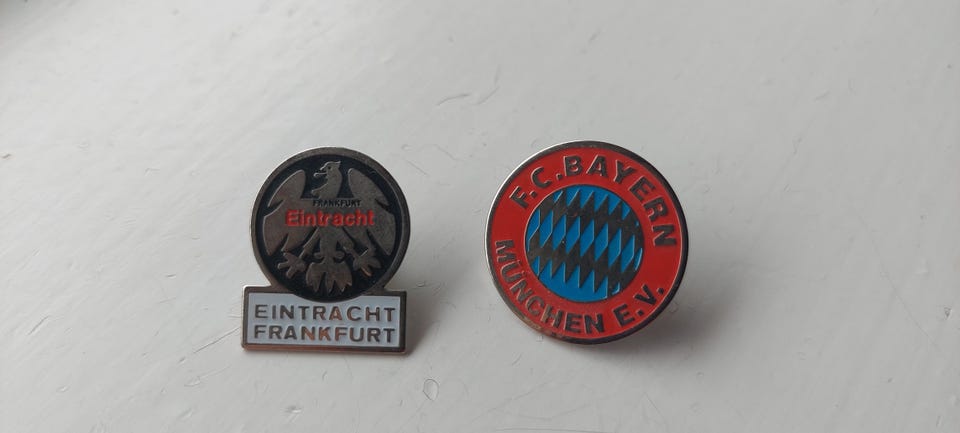 FRANKFURT
Eintracht
EINTRACHT
FRANKFURT
F.C. BAYERN
MÜNCHEN E.V.